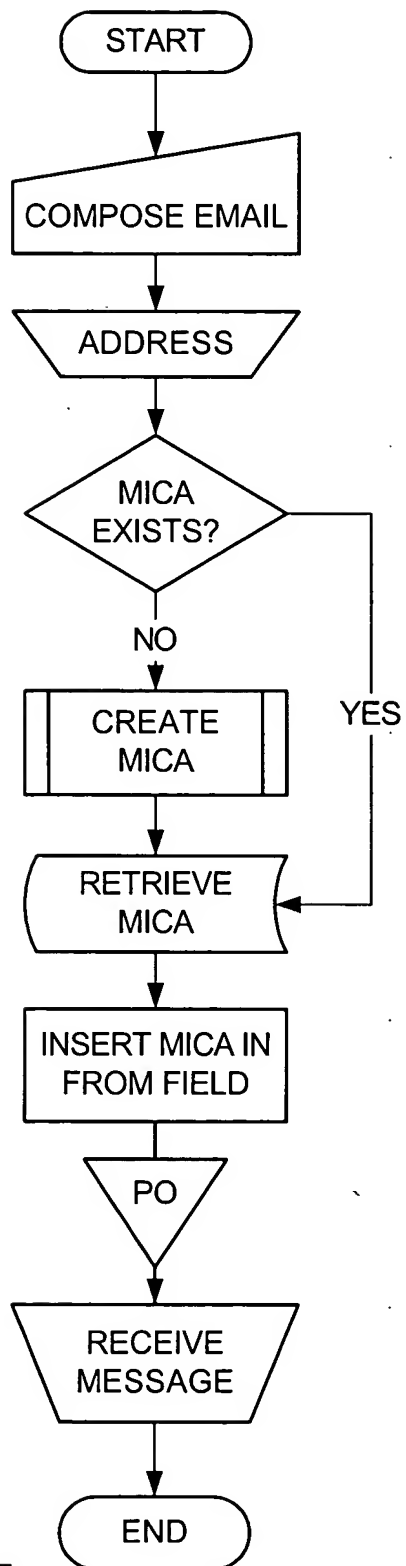 START
COMPOSE EMAIL
ADDRESS
MICA
EXISTS?
NO
YES
CREATE
MICA
RETRIEVE
MICA
INSERT MICA IN
FROM FIELD
PO
RECEIVE
MESSAGE
END